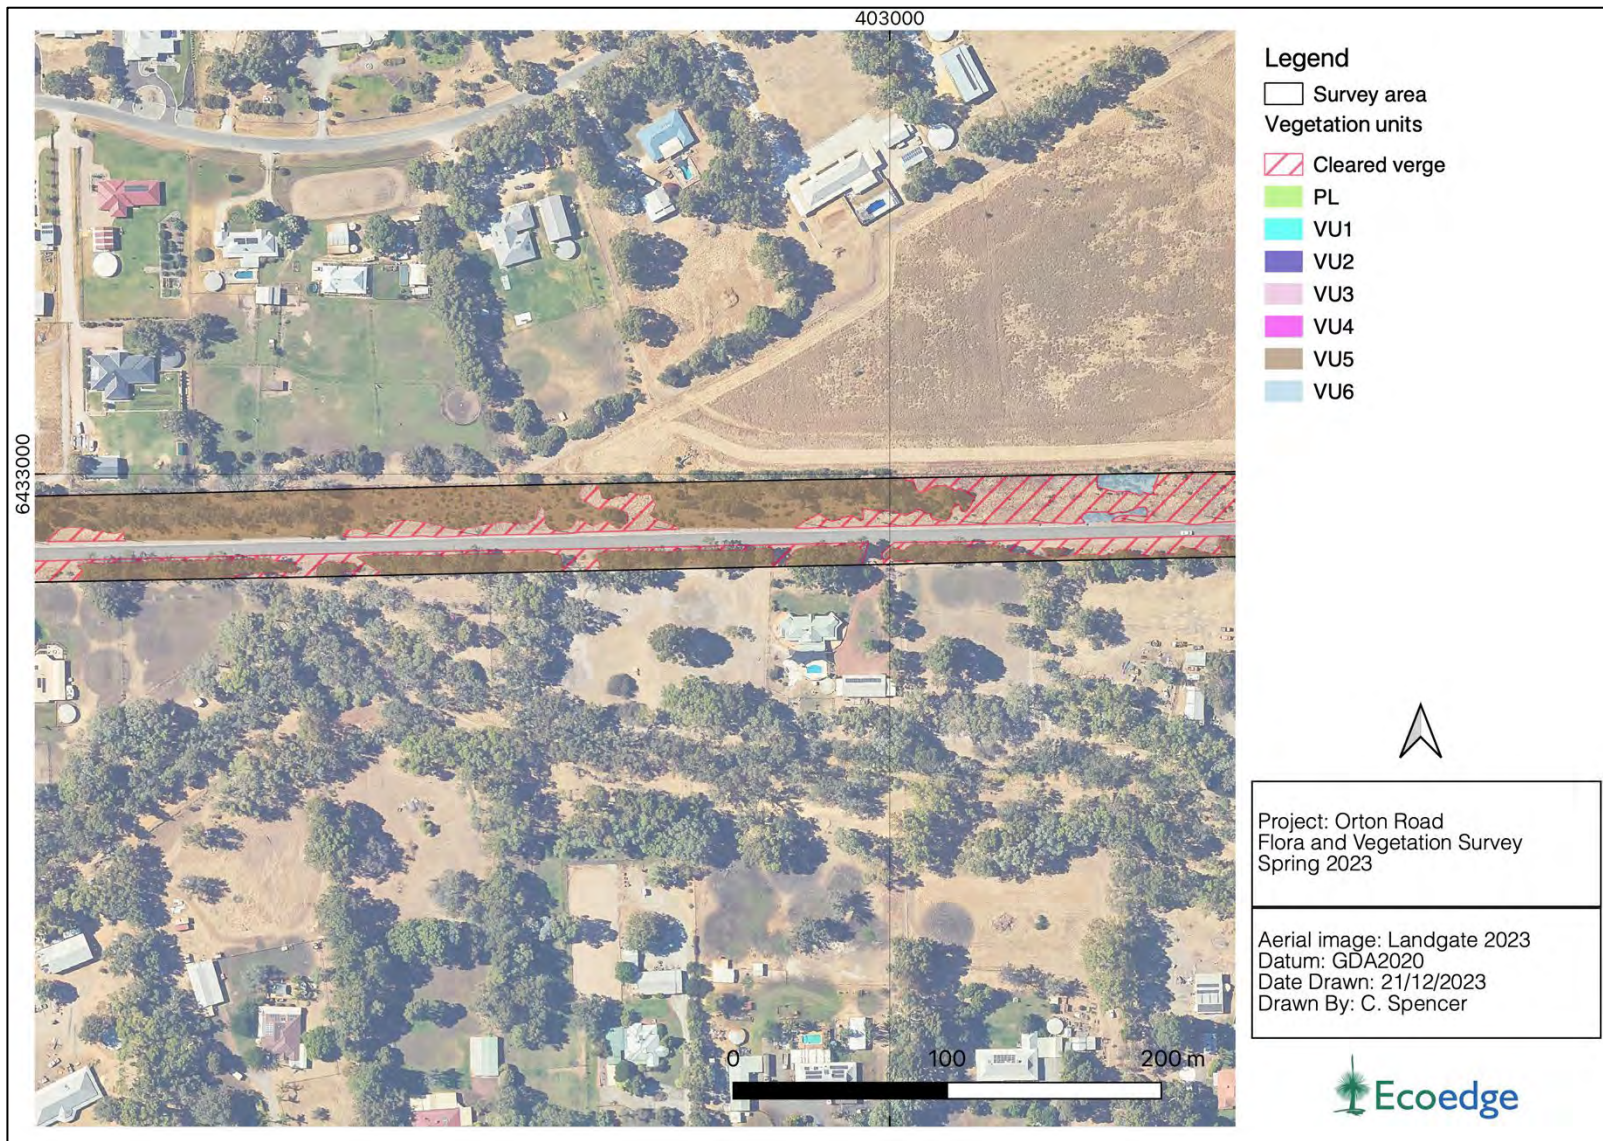 403000
6433000
Legend
Survey area
Vegetation units
Cleared verge
PL
VU1
VU2
VU3
VU4
VU5
VU6
Project: Orton Road
Flora and Vegetation Survey
Spring 2023
Aerial image: Landgate 2023
Datum: GDA2020
Date Drawn: 21/12/2023
Drawn By: C. Spencer
0 100 200 m
Ecoedge